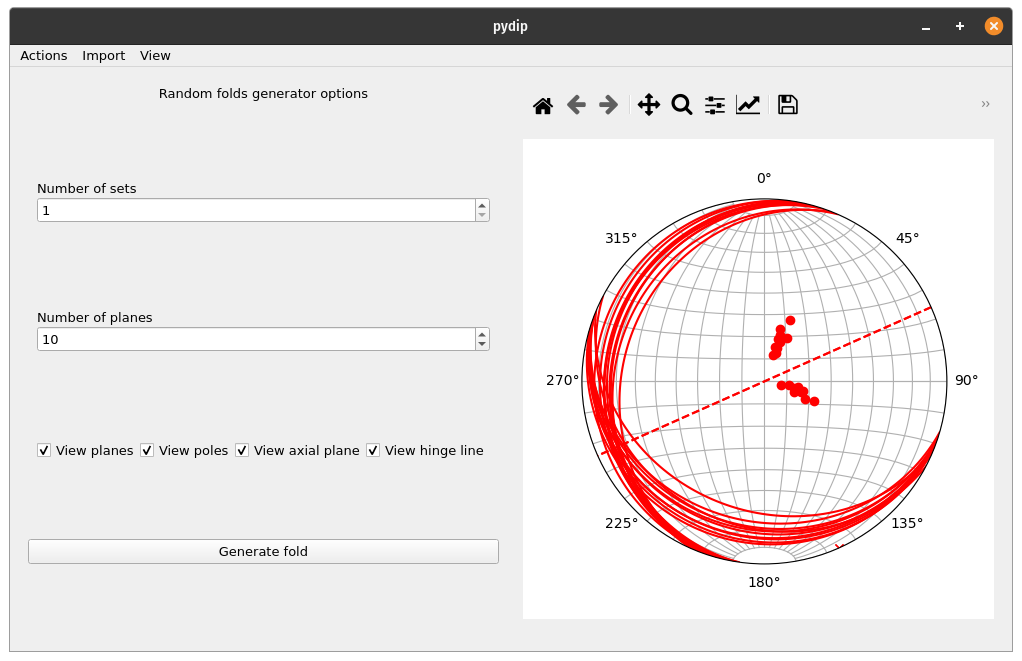 pydip
Actions Import View
Random folds generator options
Number of sets
1
Number of planes
10
View planes View poles View axial plane View hinge line
Generate fold
0°
315° 45°
270° 90°
225° 135°
180°